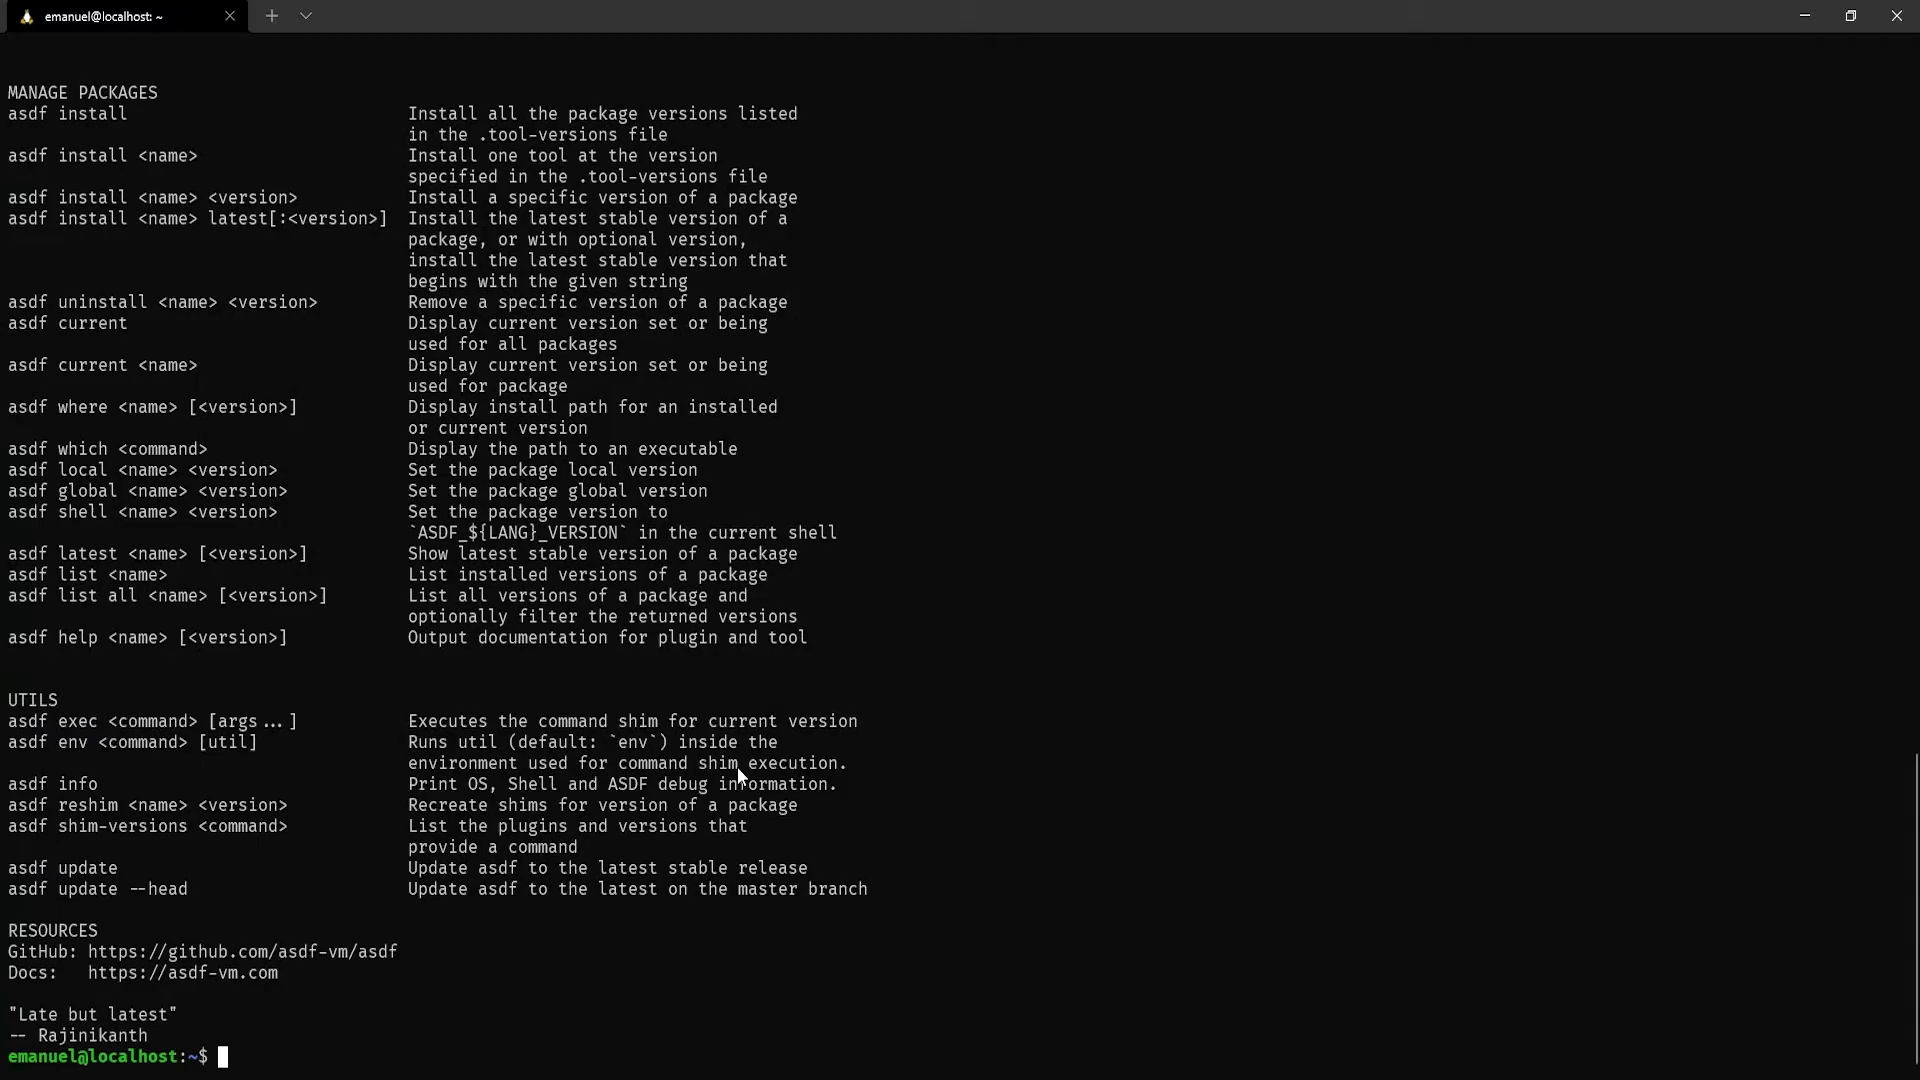 emanuel@localhost: ~
MANAGE PACKAGES
asdf install                            Install all the package versions listed
                                        in the .tool-versions file
asdf install <name>                     Install one tool at the version
                                        specified in the .tool-versions file
asdf install <name> <version>           Install a specific version of a package
asdf install <name> latest[:<version>]  Install the latest stable version of a
                                        package, or with optional version,
                                        install the latest stable version that
                                        begins with the given string
asdf uninstall <name> <version>         Remove a specific version of a package
asdf current                            Display current version set or being
                                        used for all packages
asdf current <name>                     Display current version set or being
                                        used for package
asdf where <name> [<version>]           Display install path for an installed
                                        or current version
asdf which <command>                    Display the path to an executable
asdf local <name> <version>             Set the package local version
asdf global <name> <version>            Set the package global version
asdf shell <name> <version>             Set the package version to
                                        `ASDF_${LANG}_VERSION` in the current shell
asdf latest <name> [<version>]          Show latest stable version of a package
asdf list <name>                        List installed versions of a package
asdf list all <name> [<version>]        List all versions of a package and
                                        optionally filter the returned versions
asdf help <name> [<version>]            Output documentation for plugin and tool
UTILS
asdf exec <command> [args...]           Executes the command shim for current version
asdf env <command> [util]               Runs util (default: `env`) inside the
                                        environment used for command shim execution.
asdf info                               Print OS, Shell and ASDF debug information.
asdf reshim <name> <version>            Recreate shims for version of a package
asdf shim-versions <command>            List the plugins and versions that
                                        provide a command
asdf update                             Update asdf to the latest stable release
asdf update --head                      Update asdf to the latest on the master branch
RESOURCES
GitHub: https://github.com/asdf-vm/asdf
Docs:   https://asdf-vm.com
"Late but latest"
-- Rajinikanth
emanuel@localhost:~$